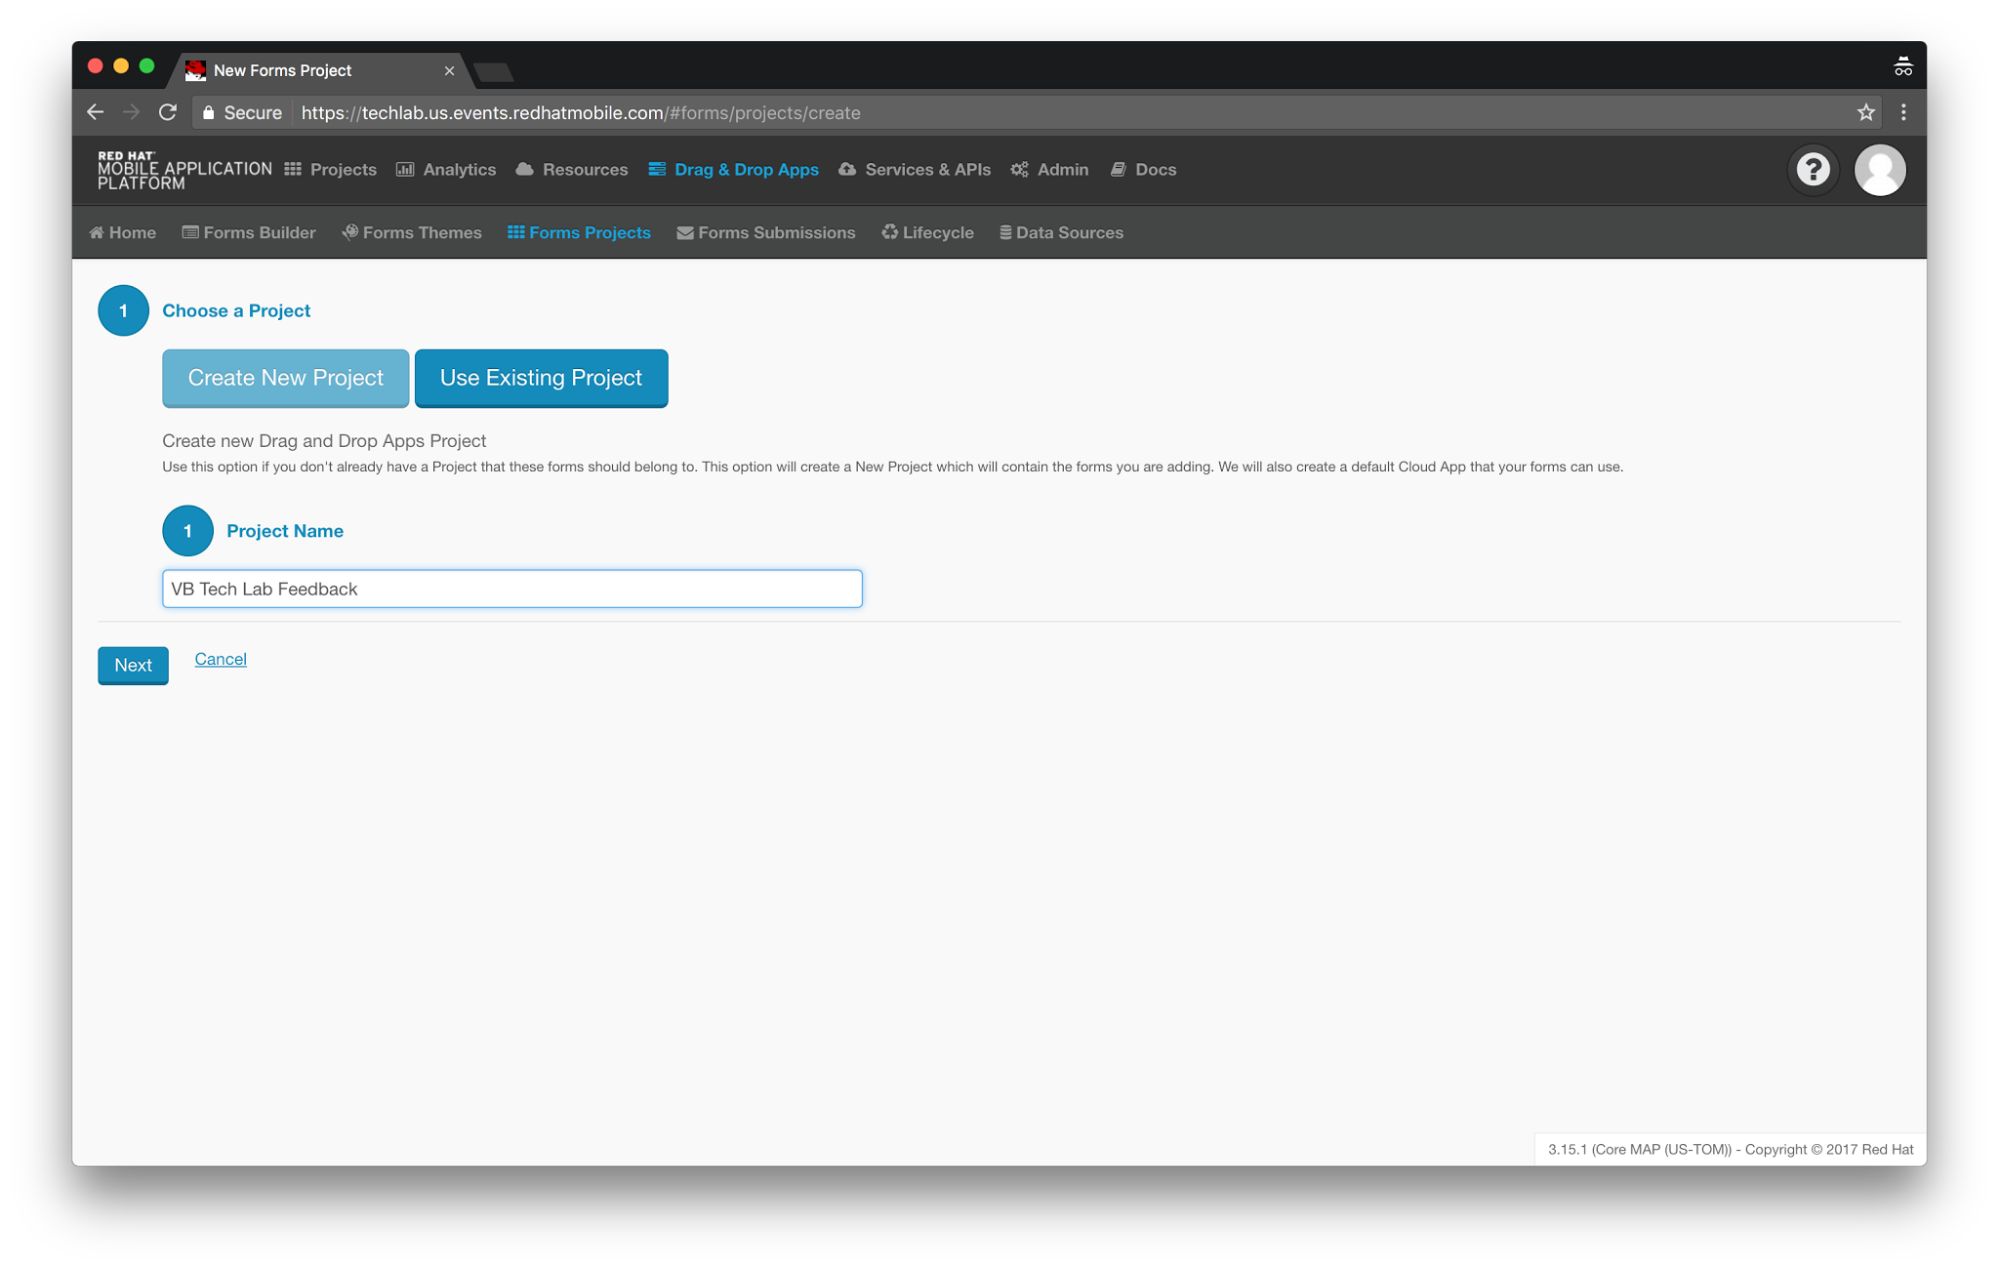 New Forms Project
Secure https://techlab.us.events.redhatmobile.com/#forms/projects/create
RED HAT
MOBILE APPLICATION
PLATFORM
Projects Analytics Resources Drag & Drop Apps Services & APIs Admin Docs
?
Home Forms Builder Forms Themes Forms Projects Forms Submissions Lifecycle Data Sources
1 Choose a Project
Create New Project Use Existing Project
Create new Drag and Drop Apps Project
Use this option if you don't already have a Project that these forms should belong to. This option will create a New Project which will contain the forms you are adding. We will also create a default Cloud App that your forms can use.
1 Project Name
VB Tech Lab Feedback
Next Cancel
3.15.1 (Core MAP (US-TOM)) - Copyright © 2017 Red Hat